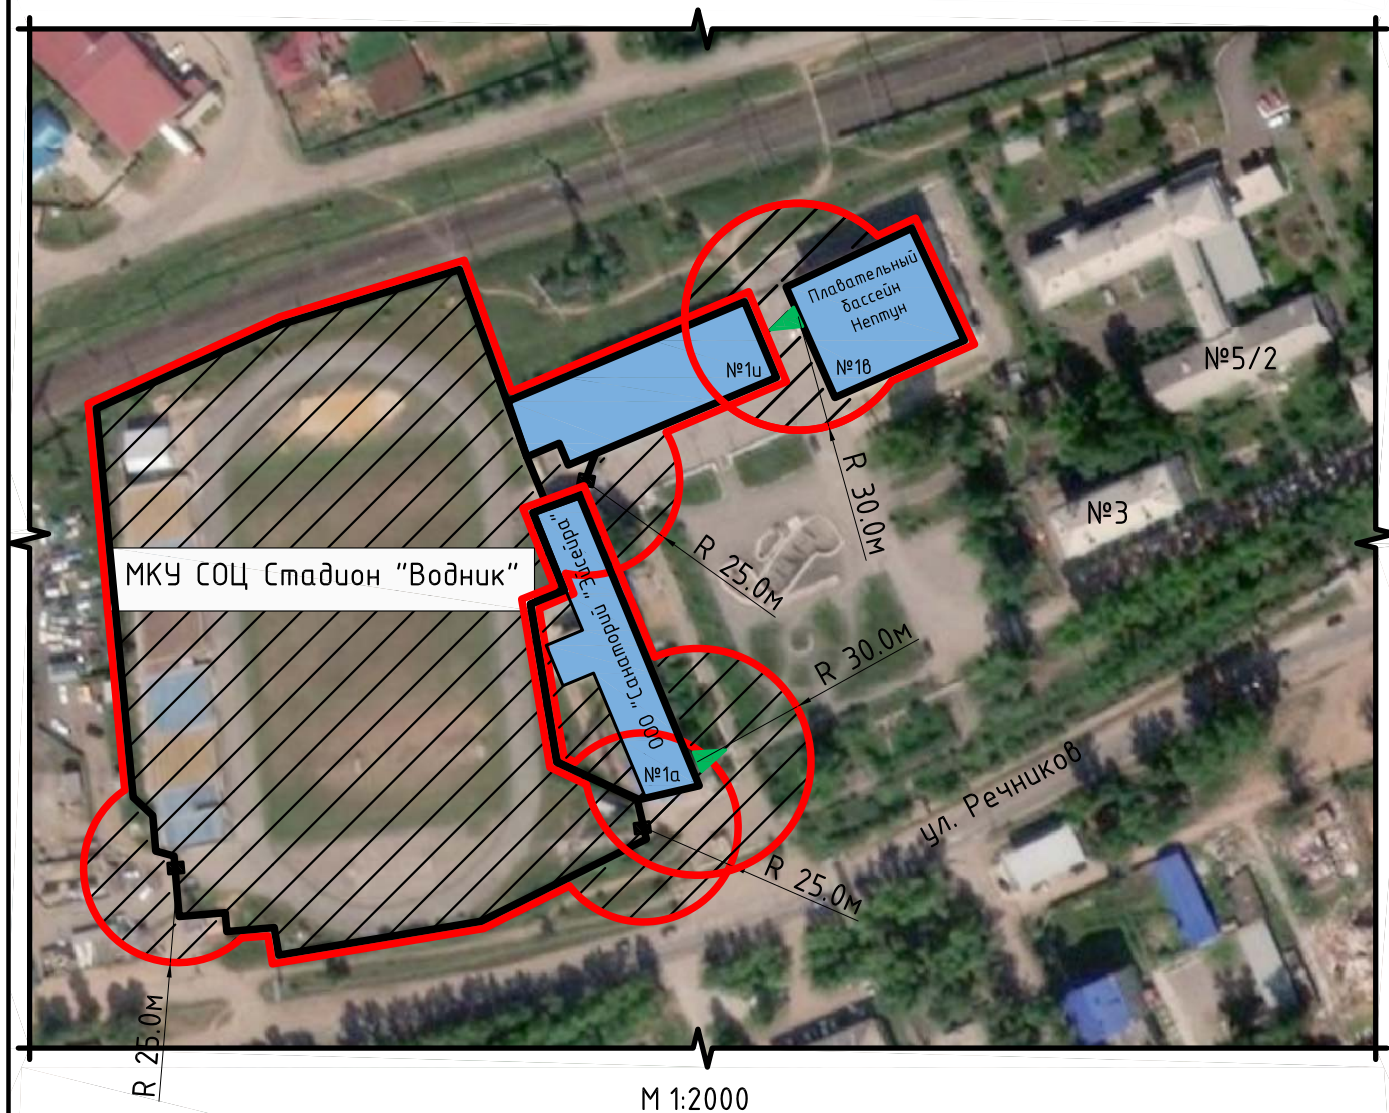 Плавательный
бассейн
Нептун
№1и
№1в
№5/2
R 30.0м
№3
R 25.0м
МКУ СОЦ Стадион "Водник"
ООО „Санаторий „Энсейра"
R 30.0м
№1а
ул. Речников
R 25.0м
R 25.0м
М 1:2000